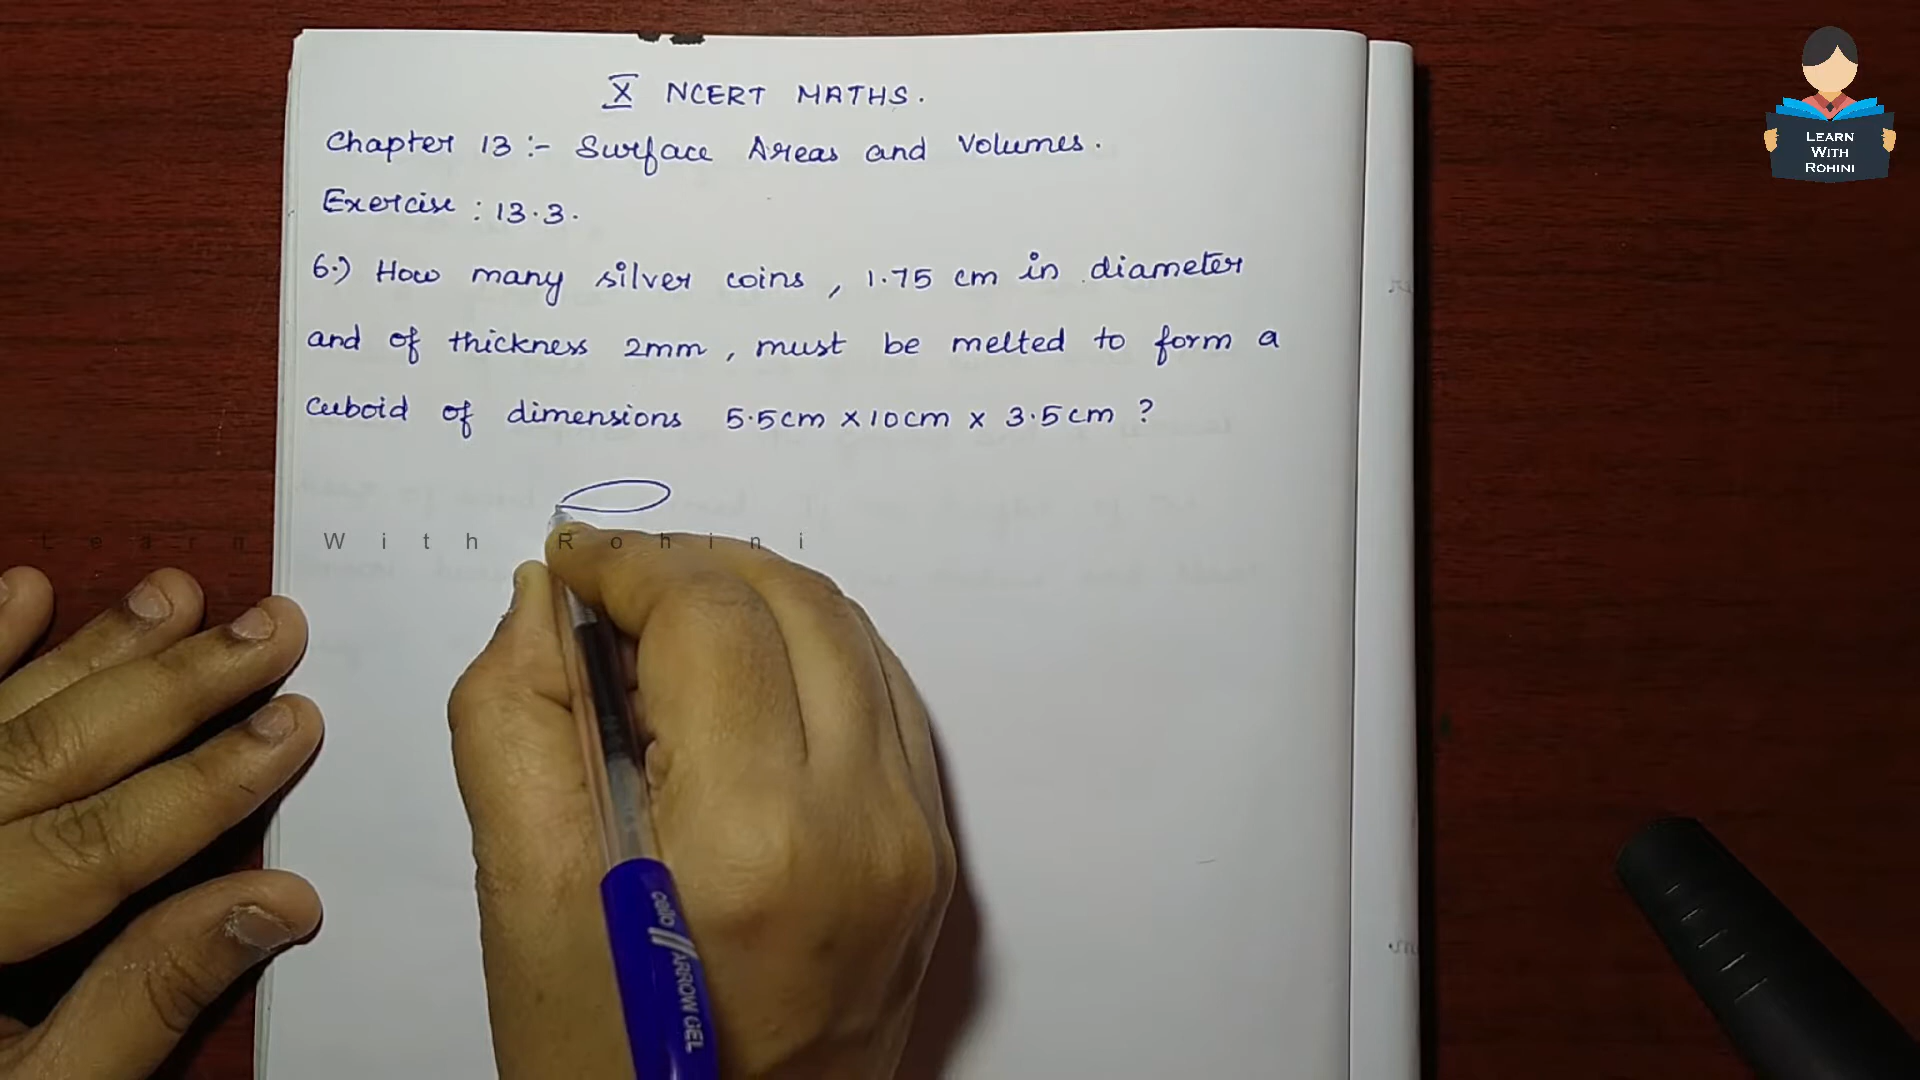 X NCERT MATHS.
Chapter 13 :- Surface Areas and Volumes.
Exercise : 13.3.
6.) How many silver coins, 1.75 cm in diameter
and of thickness 2mm, must be melted to form a
cuboid of dimensions 5.5cm x 10cm x 3.5cm ?
Learn With Rohini
LEARN
WITH
ROHINI
cello ARROW GEL